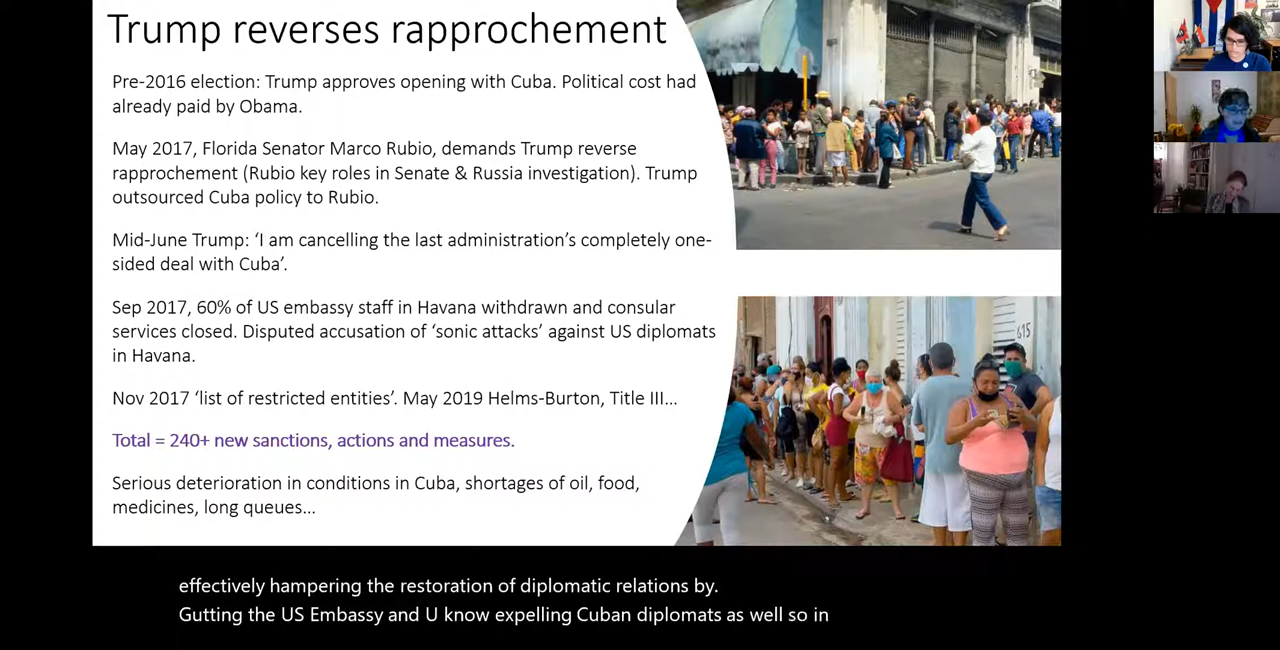 Trump reverses rapprochement
Pre-2016 election: Trump approves opening with Cuba. Political cost had
already paid by Obama.
May 2017, Florida Senator Marco Rubio, demands Trump reverse
rapprochement (Rubio key roles in Senate & Russia investigation). Trump
outsourced Cuba policy to Rubio.
Mid-June Trump: ‘I am cancelling the last administration’s completely one-
sided deal with Cuba’.
Sep 2017, 60% of US embassy staff in Havana withdrawn and consular
services closed. Disputed accusation of ‘sonic attacks’ against US diplomats
in Havana.
Nov 2017 ‘list of restricted entities’. May 2019 Helms-Burton, Title III...
Total = 240+ new sanctions, actions and measures.
Serious deterioration in conditions in Cuba, shortages of oil, food,
medicines, long queues...
615
effectively hampering the restoration of diplomatic relations by.
Gutting the US Embassy and U know expelling Cuban diplomats as well so in